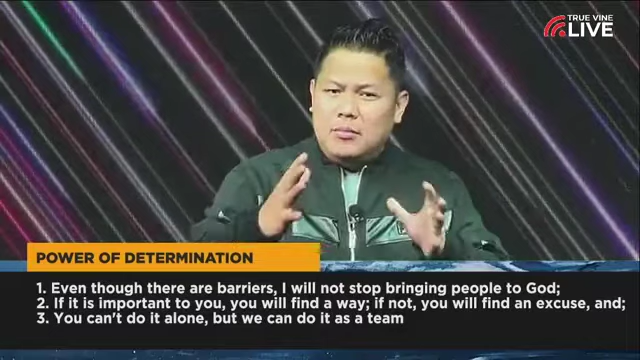 TRUE VINE
LIVE
POWER OF DETERMINATION
1. Even though there are barriers, I will not stop bringing people to God;
2. If it is important to you, you will find a way; if not, you will find an excuse, and;
3. You can't do it alone, but we can do it as a team